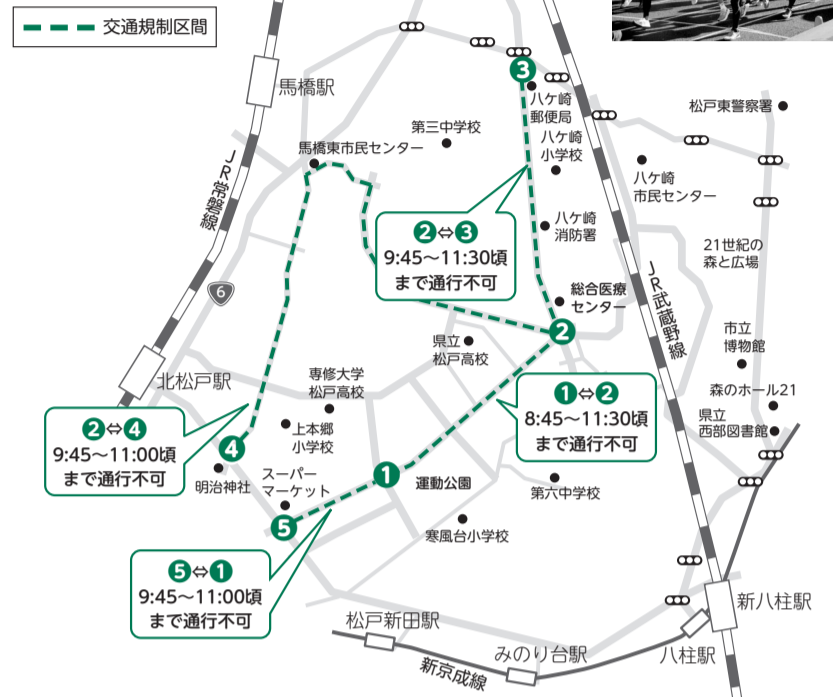 交通規制区間
馬橋駅
JR常磐線
6
馬橋東市民センター
第三中学校
3
八ケ崎
郵便局
八ケ崎
小学校
八ケ崎
市民センター
松戸東警察署
八ケ崎
消防署
21世紀の
森と広場
JR武蔵野線
2⇔3
9:45～11:30頃
まで通行不可
総合医療
センター
2
県立
松戸高校
市立
博物館
森のホール21
県立
西部図書館
北松戸駅
専修大学
松戸高校
上本郷
小学校
1⇔2
8:45～11:30頃
まで通行不可
2⇔4
9:45～11:00頃
まで通行不可
4
明治神社
スーパー
マーケット
1
運動公園
第六中学校
5
寒風台小学校
5⇔1
9:45～11:00頃
まで通行不可
松戸新田駅
新京成線
みのり台駅
八柱駅
新八柱駅